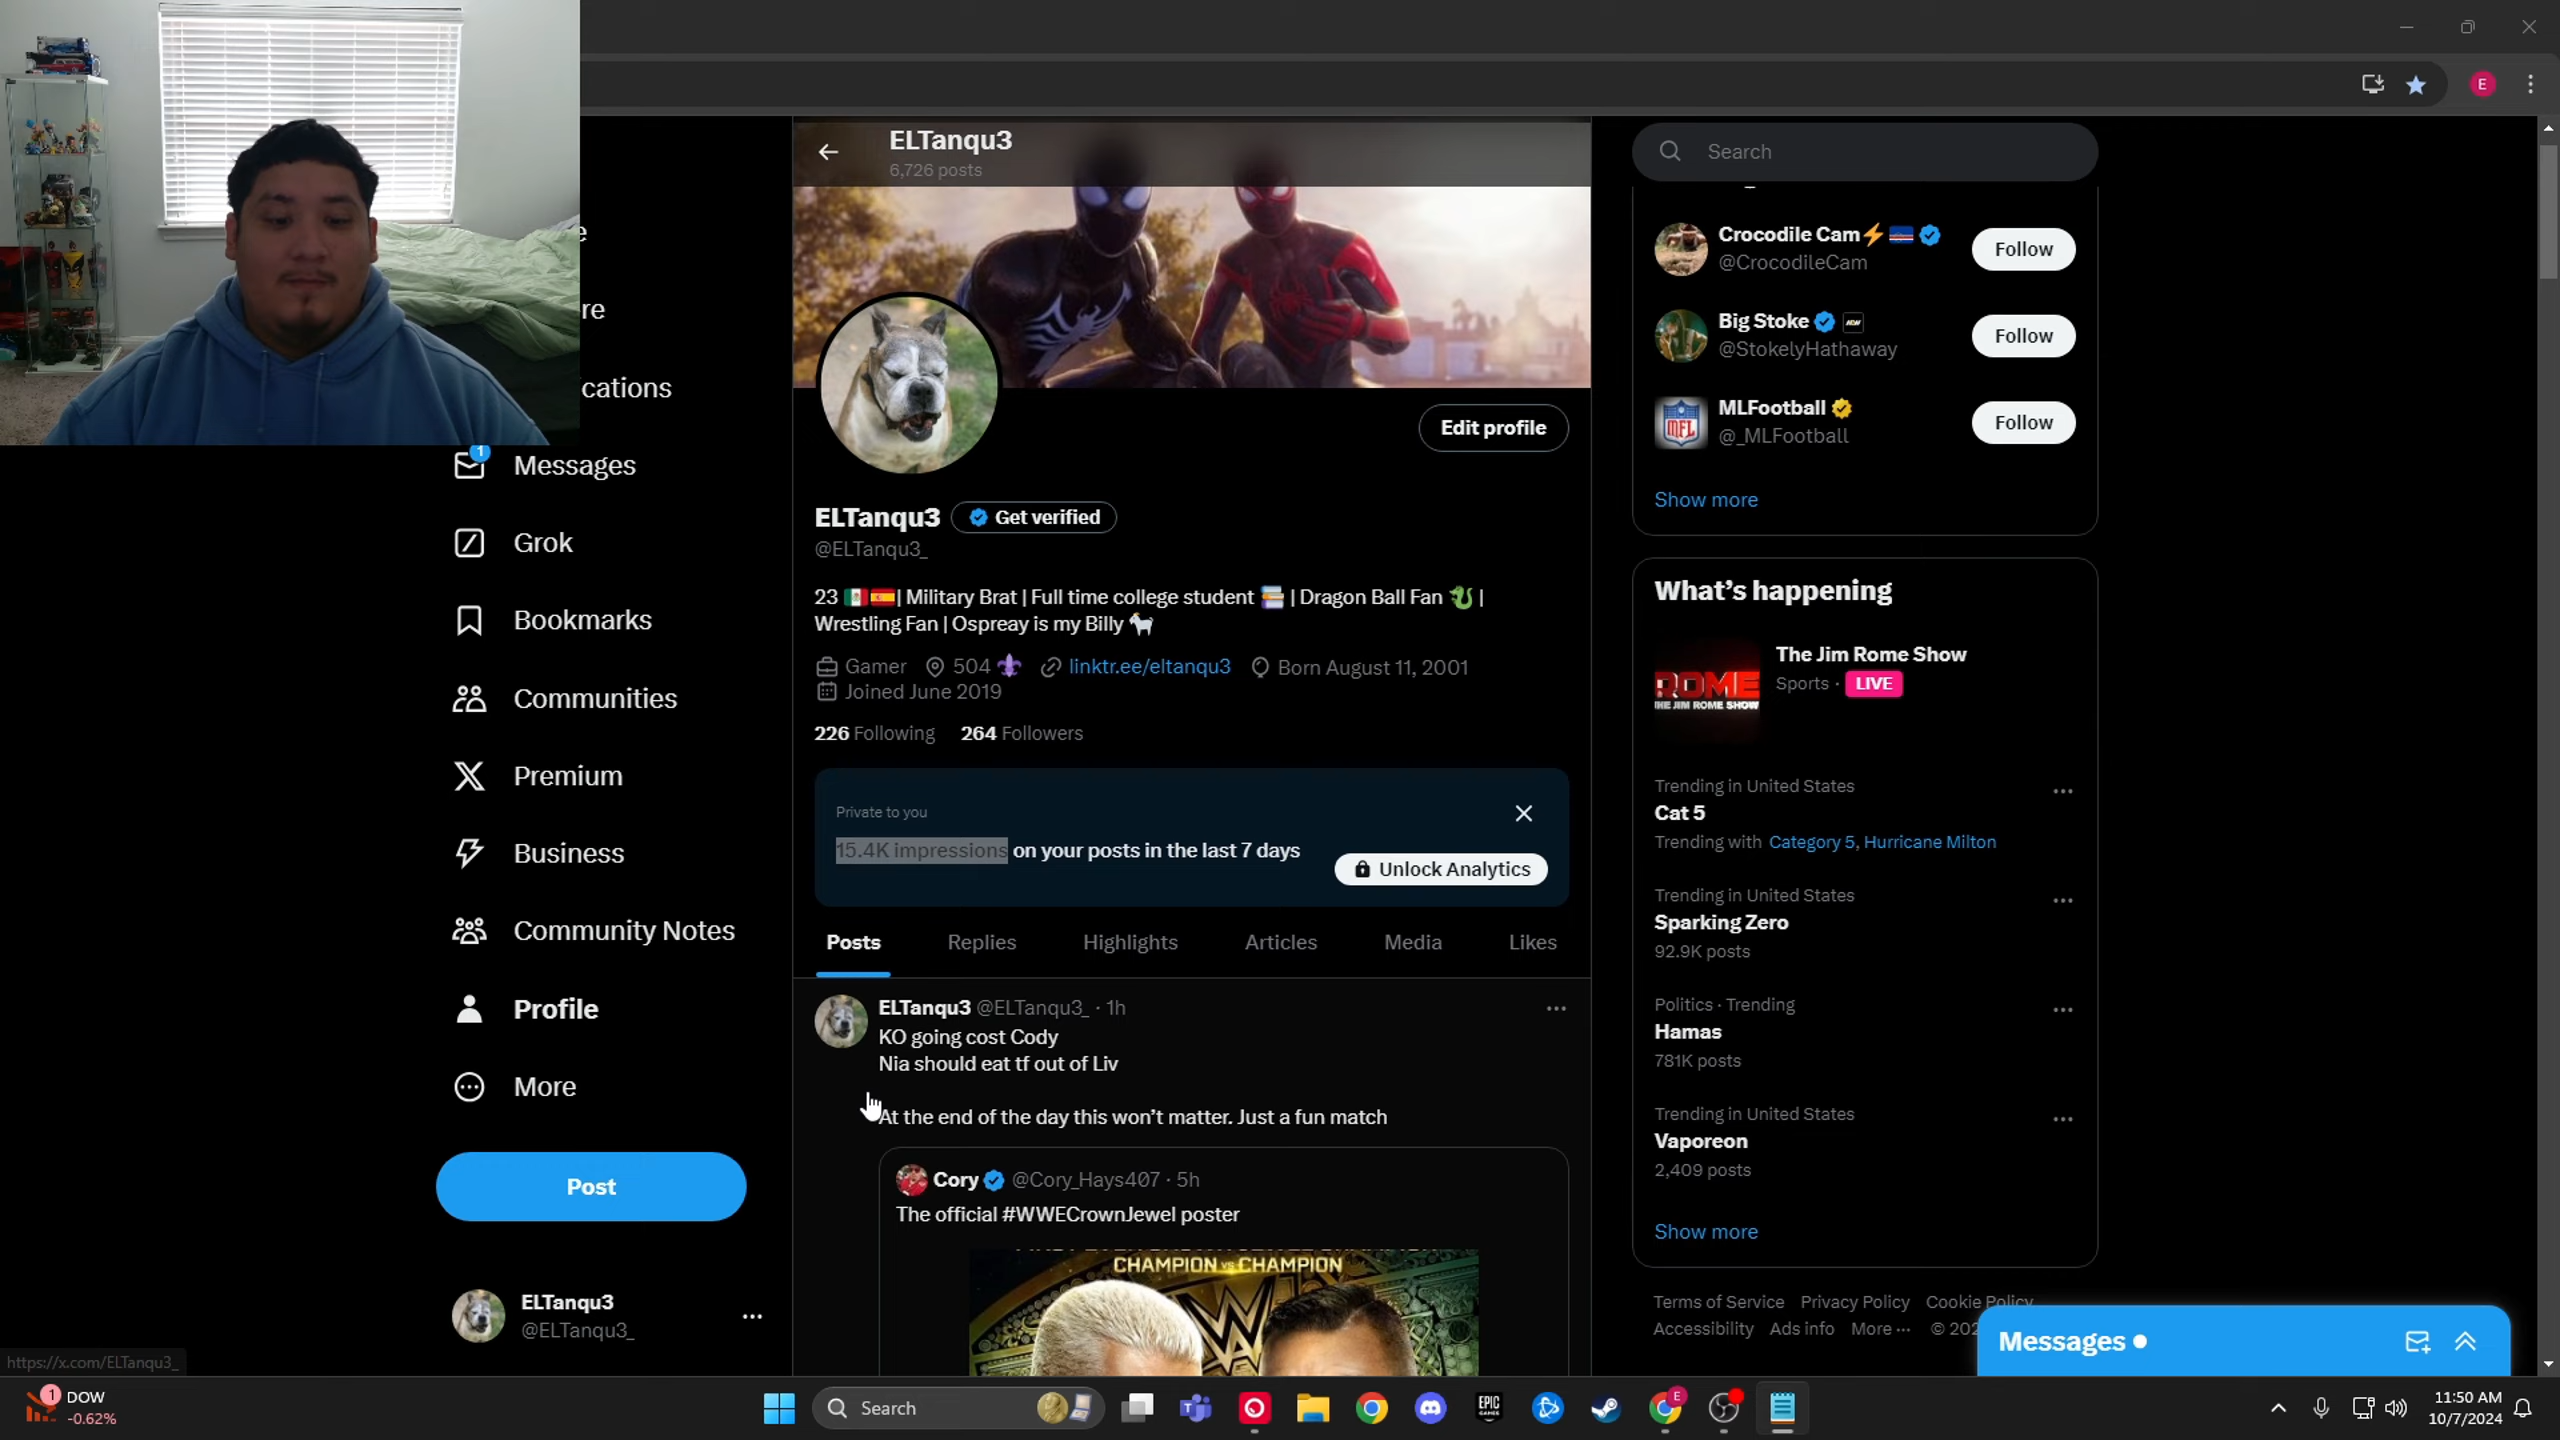 ELTanqu3
6,726 posts
Search
E
Crocodile Cam
@CrocodileCam
Follow
Big Stoke
@StokelyHathaway
Follow
MFL
MLFootball
@_MLFootball
Follow
Show more
e
re
cations
1
Messages
Grok
Bookmarks
Communities
Premium
Business
Community Notes
Profile
More
Post
ELTanqu3
@ELTanqu3_
Edit profile
ELTanqu3
Get verified
@ELTanqu3_
23 | Military Brat | Full time college student | Dragon Ball Fan |
Wrestling Fan | Ospreay is my Billy
Gamer 504 linktr.ee/eltanqu3 Born August 11, 2001
Joined June 2019
226 Following 264 Followers
Private to you
15.4K impressions on your posts in the last 7 days
Unlock Analytics
Posts Replies Highlights Articles Media Likes
ELTanqu3 @ELTanqu3_ · 1h
KO going cost Cody
Nia should eat tf out of Liv
At the end of the day this won't matter. Just a fun match
Cory @Cory_Hays407 · 5h
The official #WWECrownJewel poster
CHAMPION vs CHAMPION
What's happening
ROME
THE JIM ROME SHOW
The Jim Rome Show
Sports · LIVE
Trending in United States
Cat 5
Trending with Category 5, Hurricane Milton
Trending in United States
Sparking Zero
92.9K posts
Politics · Trending
Hamas
781K posts
Trending in United States
Vaporeon
2,409 posts
Show more
Terms of Service Privacy Policy Cookie Policy
Accessibility Ads info More ··· © 202
Messages
https://x.com/ELTanqu3_
1
DOW
-0.62%
Search
EPIC
GAMES
E
11:50 AM
10/7/2024